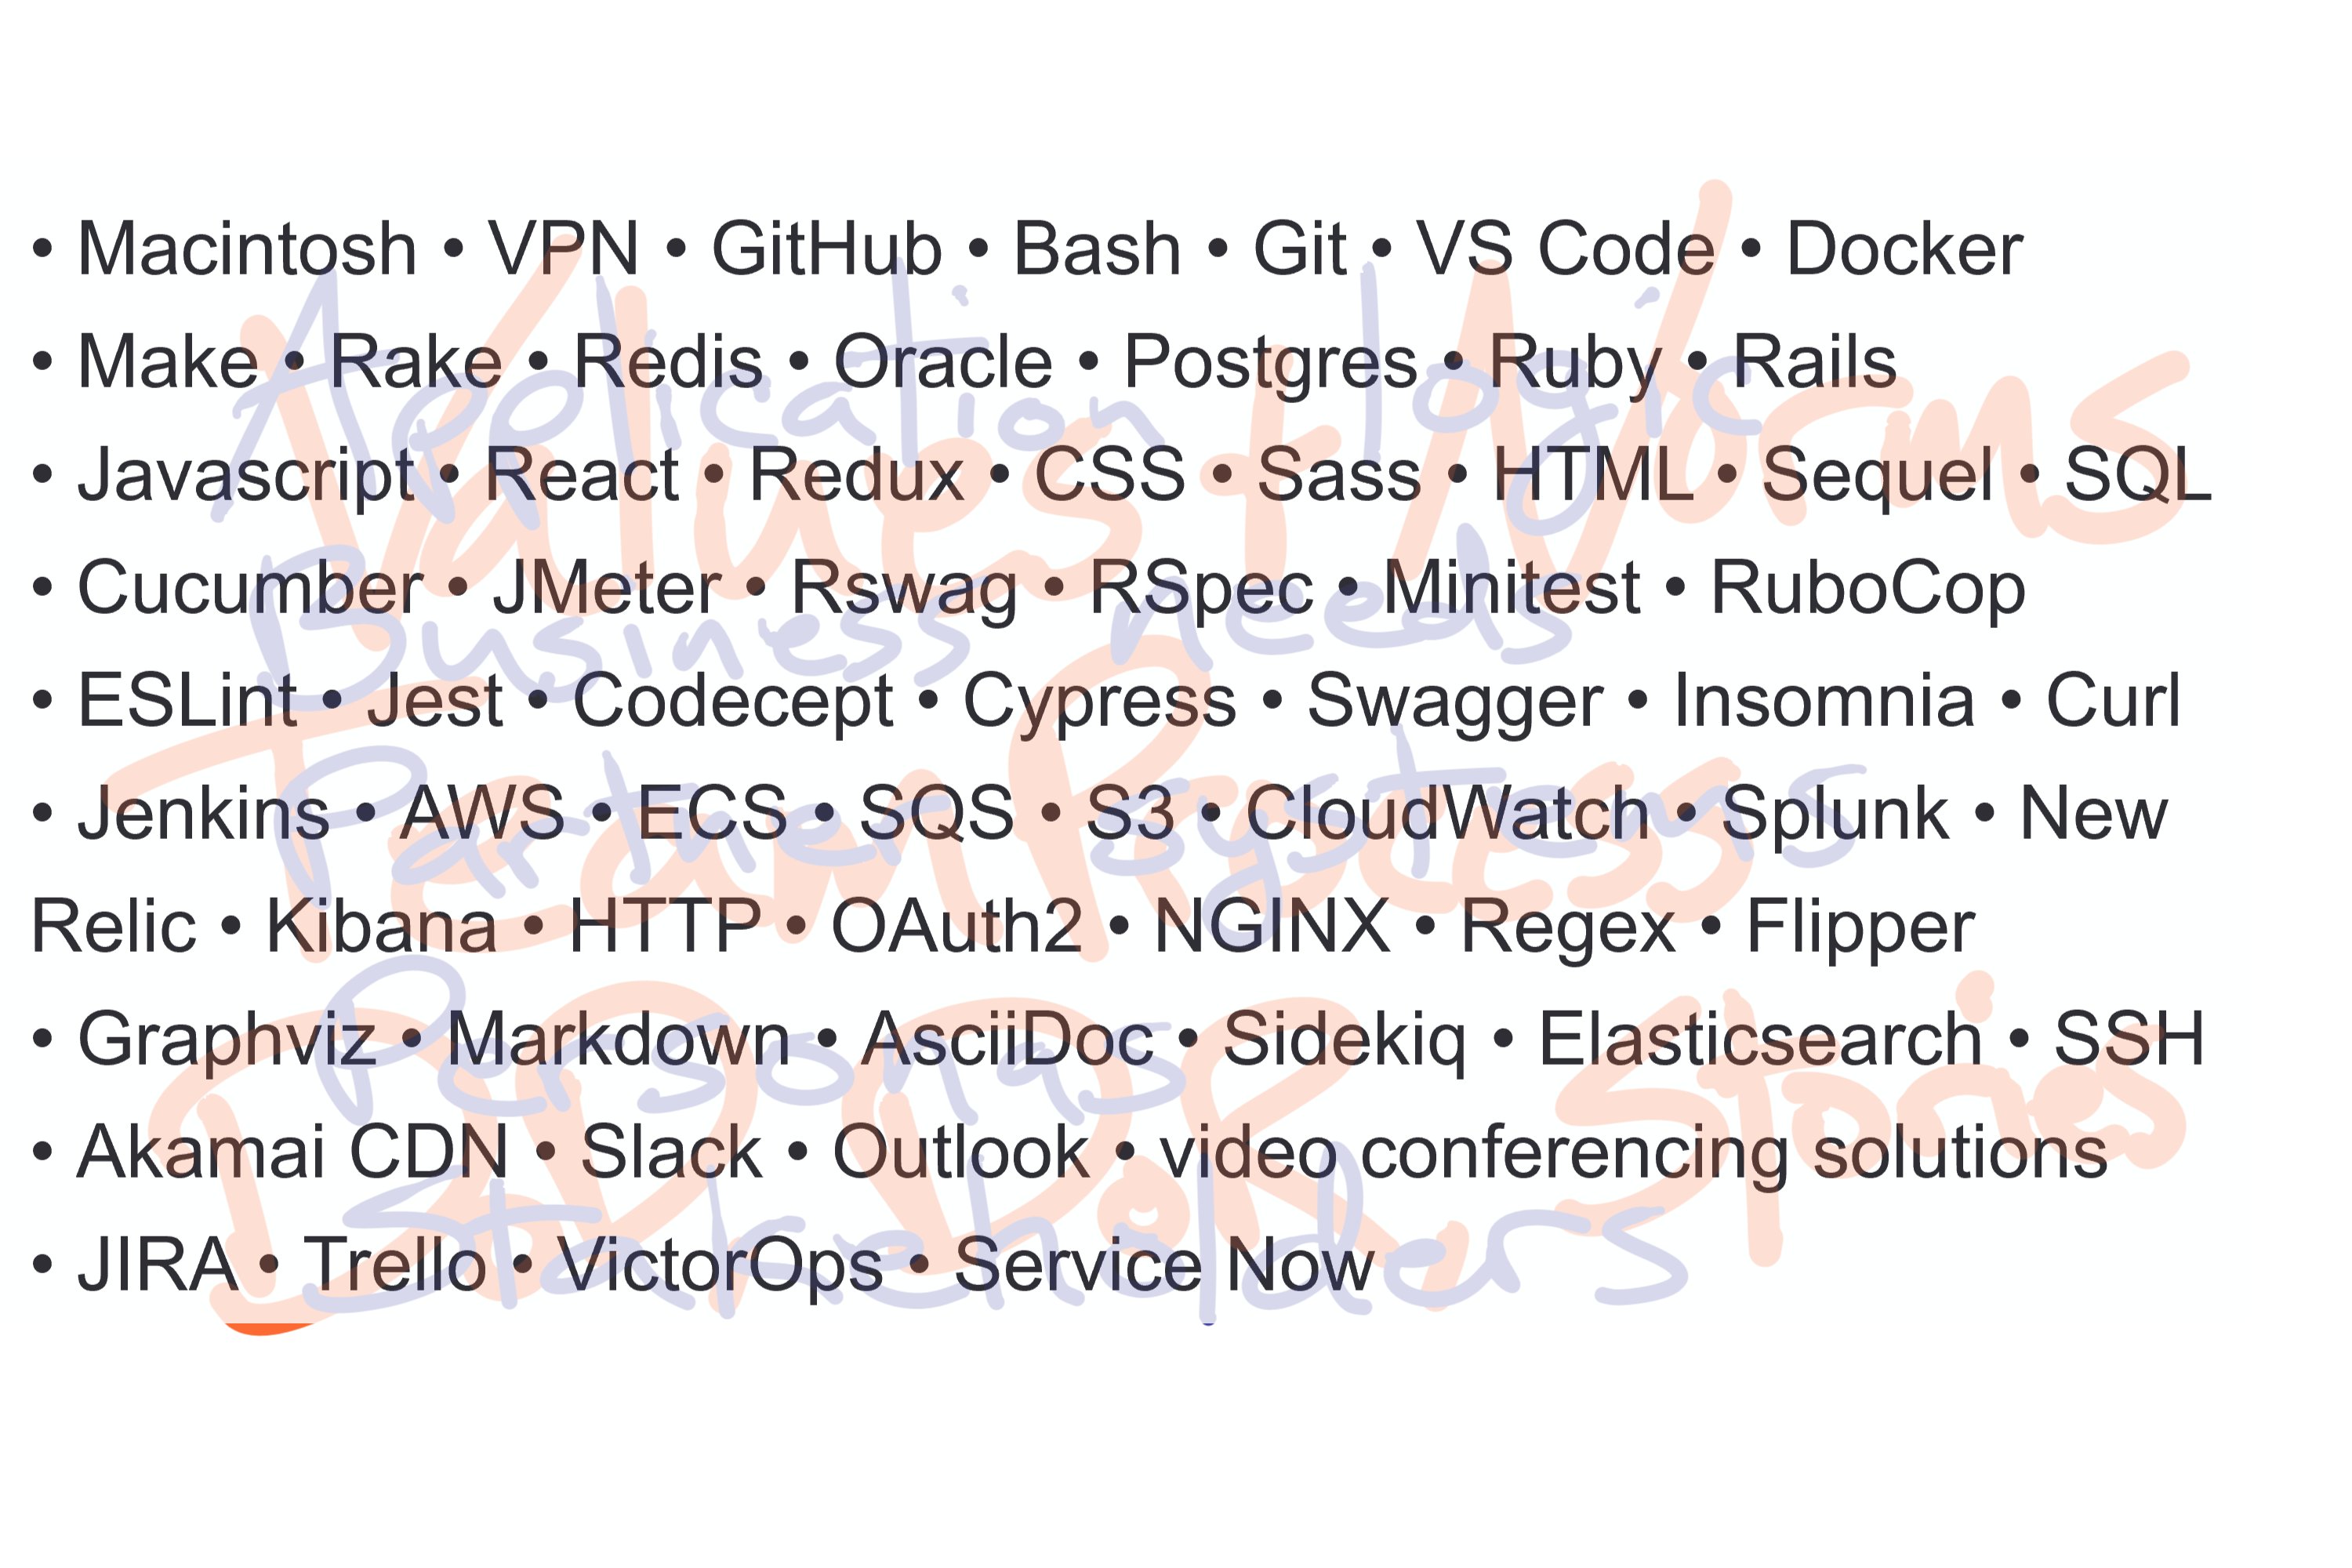 • Macintosh • VPN • GitHub • Bash • Git • VS Code • Docker
Application logic
Values + Norms
• Make • Rake • Redis • Oracle • Postgres • Ruby • Rails
• Javascript • React • Redux • CSS • Sass • HTML • Sequel • SQL
• Cucumber • JMeter • Rswag • RSpec • Minitest • RuboCop
Business needs
• ESLint • Jest • Codecept • Cypress • Swagger • Insomnia • Curl
Team Process
Partner systems
• Jenkins • AWS • ECS • SQS • S3 • CloudWatch • Splunk • New
Relic • Kibana • HTTP • OAuth2 • NGINX • Regex • Flipper
• Graphviz • Markdown • AsciiDoc • Sidekiq • Elasticsearch • SSH
Personas
Stories
• Akamai CDN • Slack • Outlook • video conferencing solutions
Stakeholders
• JIRA • Trello • VictorOps • Service Now